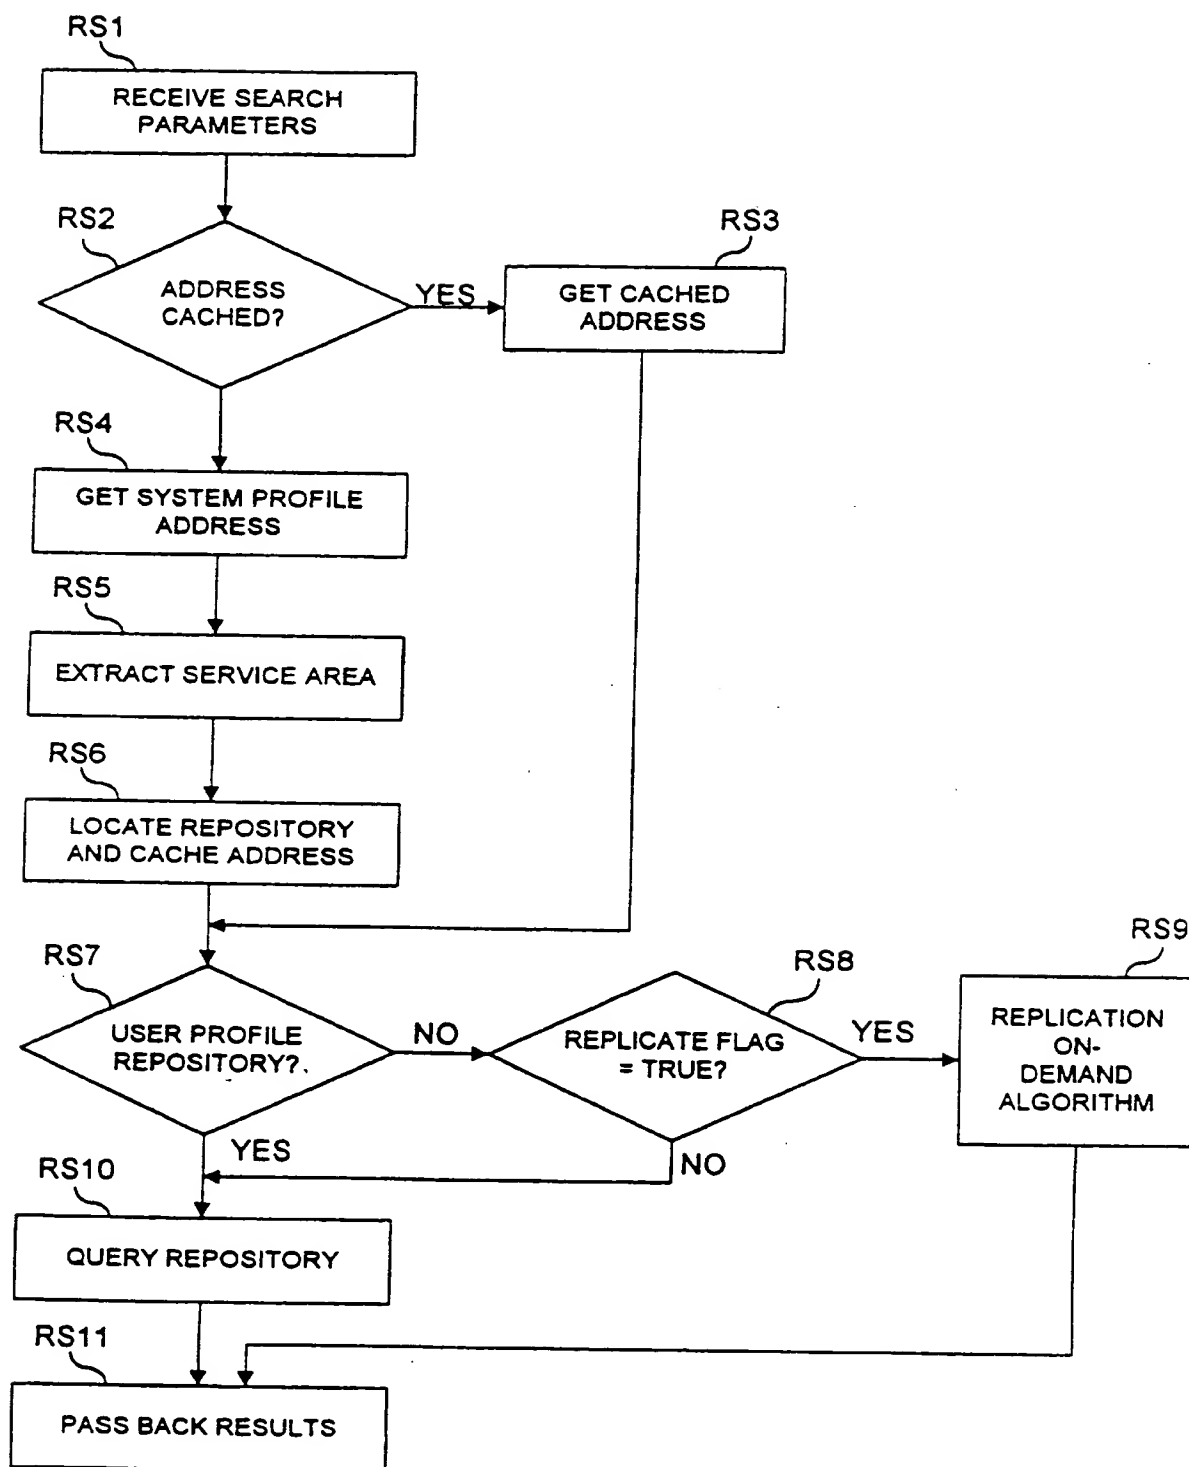 RS1
RECEIVE SEARCH
PARAMETERS
RS2
ADDRESS
CACHED?
YES
RS3
GET CACHED
ADDRESS
RS4
GET SYSTEM PROFILE
ADDRESS
RS5
EXTRACT SERVICE AREA
RS6
LOCATE REPOSITORY
AND CACHE ADDRESS
RS7
USER PROFILE
REPOSITORY?
NO
RS8
REPLICATE FLAG
= TRUE?
YES
RS9
REPLICATION
ON-
DEMAND
ALGORITHM
YES
NO
RS10
QUERY REPOSITORY
RS11
PASS BACK RESULTS